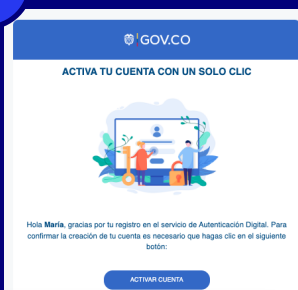 GOV.CO
ACTIVA TU CUENTA CON UN SOLO CLIC
Hola María, gracias por tu registro en el servicio de Autenticación Digital. Para
confirmar la creación de tu cuenta es necesario que hagas clic en el siguiente
botón:
ACTIVAR CUENTA